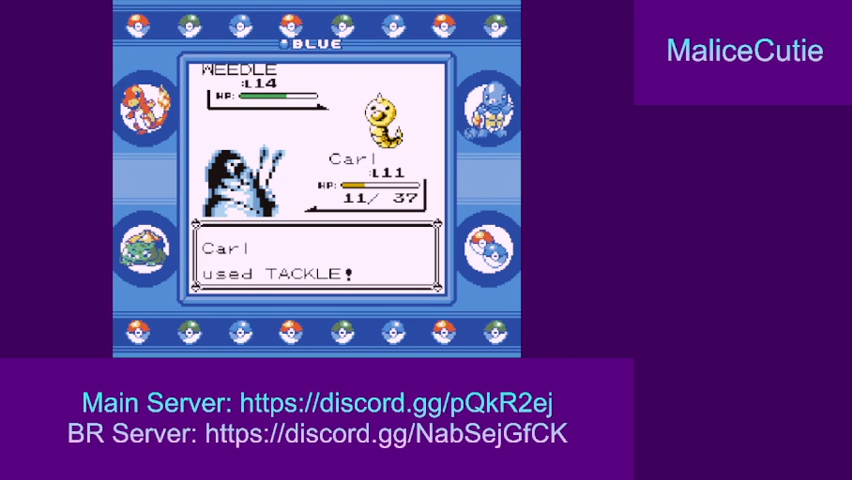 BLUE
MaliceCutie
WEEDLE
:L14
HP:
Carl
:L11
HP:
11/ 37
Carl
used TACKLE!
Main Server: https://discord.gg/pQkR2ej
BR Server: https://discord.gg/NabSejGfCK